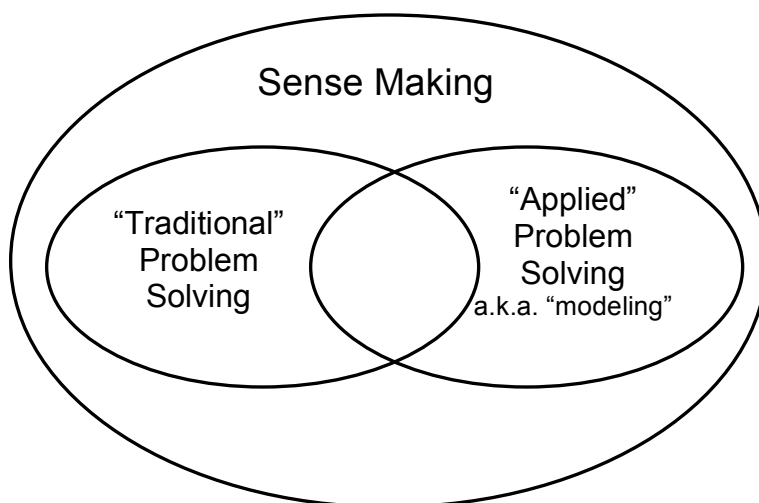 Sense Making
“Traditional”
Problem
Solving
“Applied”
Problem
Solving
a.k.a. “modeling”